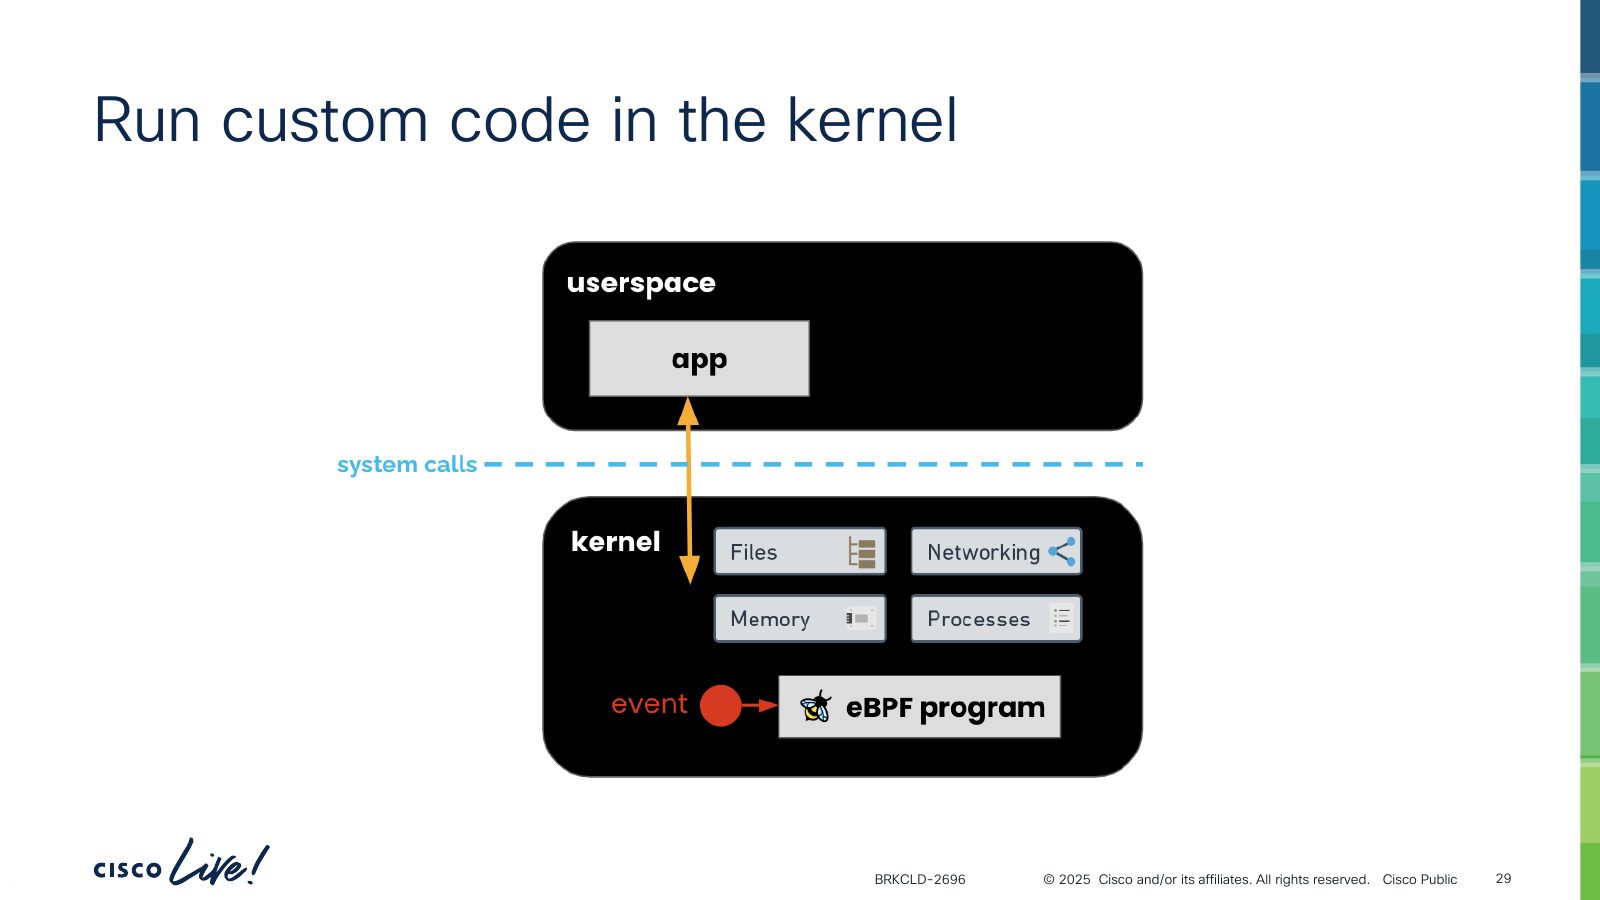 Run custom code in the kernel
userspace
app
system calls
kernel
Files
Networking
Memory
Processes
event
eBPF program
CISCO Live!
BRKCLD-2696
© 2025 Cisco and/or its affiliates. All rights reserved. Cisco Public
29